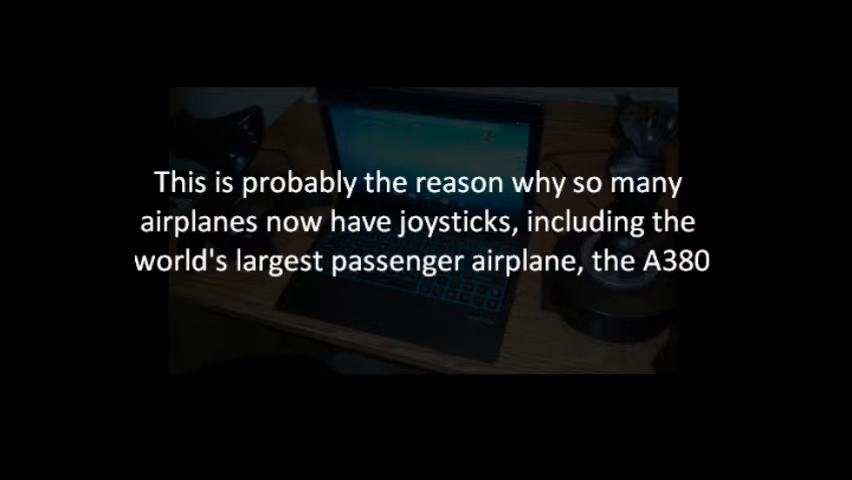 This is probably the reason why so many
airplanes now have joysticks, including the
world's largest passenger airplane, the A380